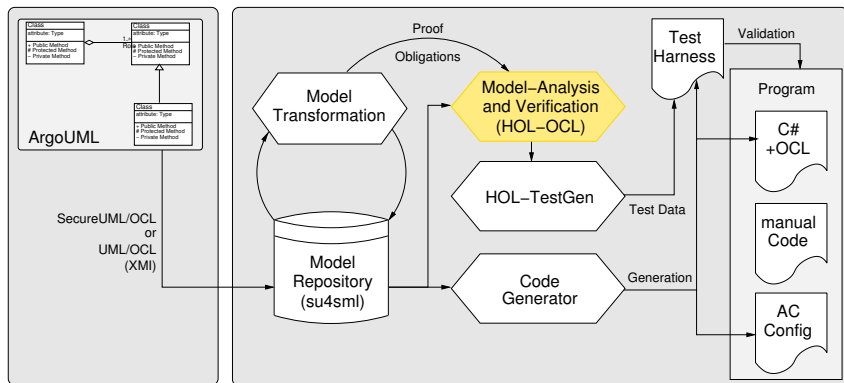 Class
attribute: Type
+ Public Method
# Protected Method
– Private Method
1..*
Role
Class
attribute: Type
+ Public Method
# Protected Method
– Private Method
Class
attribute: Type
+ Public Method
# Protected Method
– Private Method
ArgoUML
SecureUML/OCL
or
UML/OCL
(XMI)
Proof
Obligations
Model
Transformation
Model–Analysis
and Verification
(HOL–OCL)
HOL–TestGen
Test Data
Model
Repository
(su4sml)
Code
Generator
Generation
Test
Harness
Validation
Program
C#
+OCL
manual
Code
AC
Config